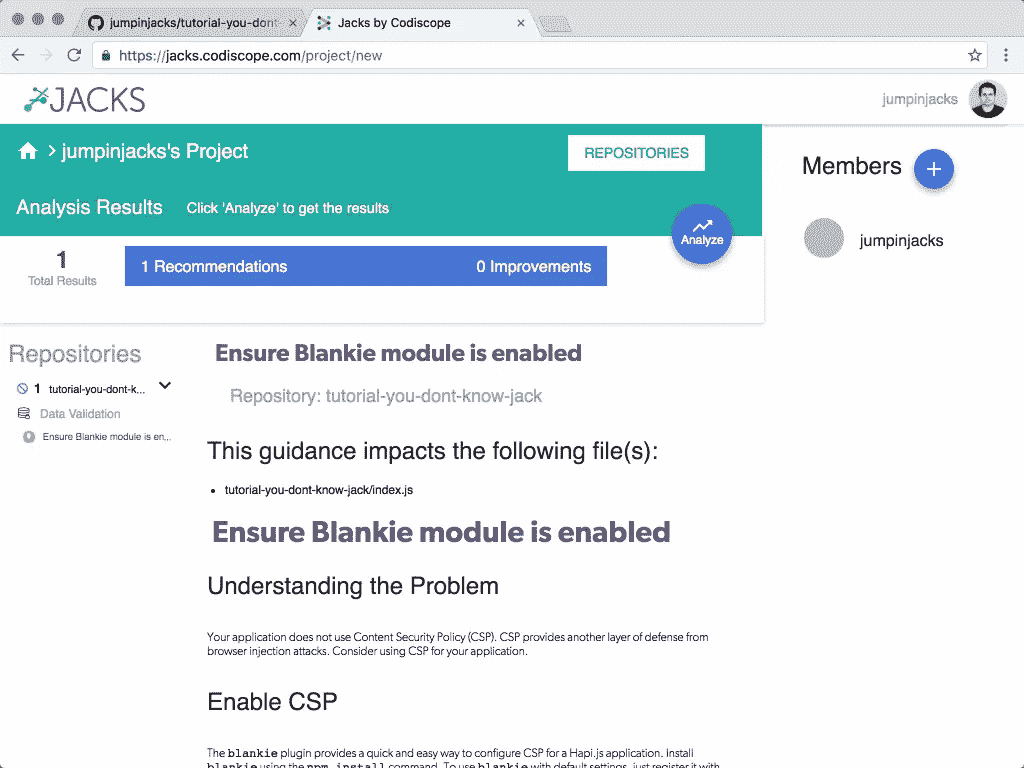 jumpinjacks/tutorial-you-dont-
Jacks by Codiscope
https://jacks.codiscope.com/project/new
JACKS
jumpinjacks
jumpinjacks's Project
REPOSITORIES
Members
Analysis Results
Click 'Analyze' to get the results
Analyze
jumpinjacks
1
Total Results
1 Recommendations
0 Improvements
Repositories
1 tutorial-you-dont-k...
Data Validation
Ensure Blankie module is en...
Ensure Blankie module is enabled
Repository: tutorial-you-dont-know-jack
This guidance impacts the following file(s):
• tutorial-you-dont-know-jack/index.js
Ensure Blankie module is enabled
Understanding the Problem
Your application does not use Content Security Policy (CSP). CSP provides another layer of defense from
browser injection attacks. Consider using CSP for your application.
Enable CSP
The blankie plugin provides a quick and easy way to configure CSP for a Hapi.js application. Install
blankie using the npm install command. To use blankie with default settings, just register it with